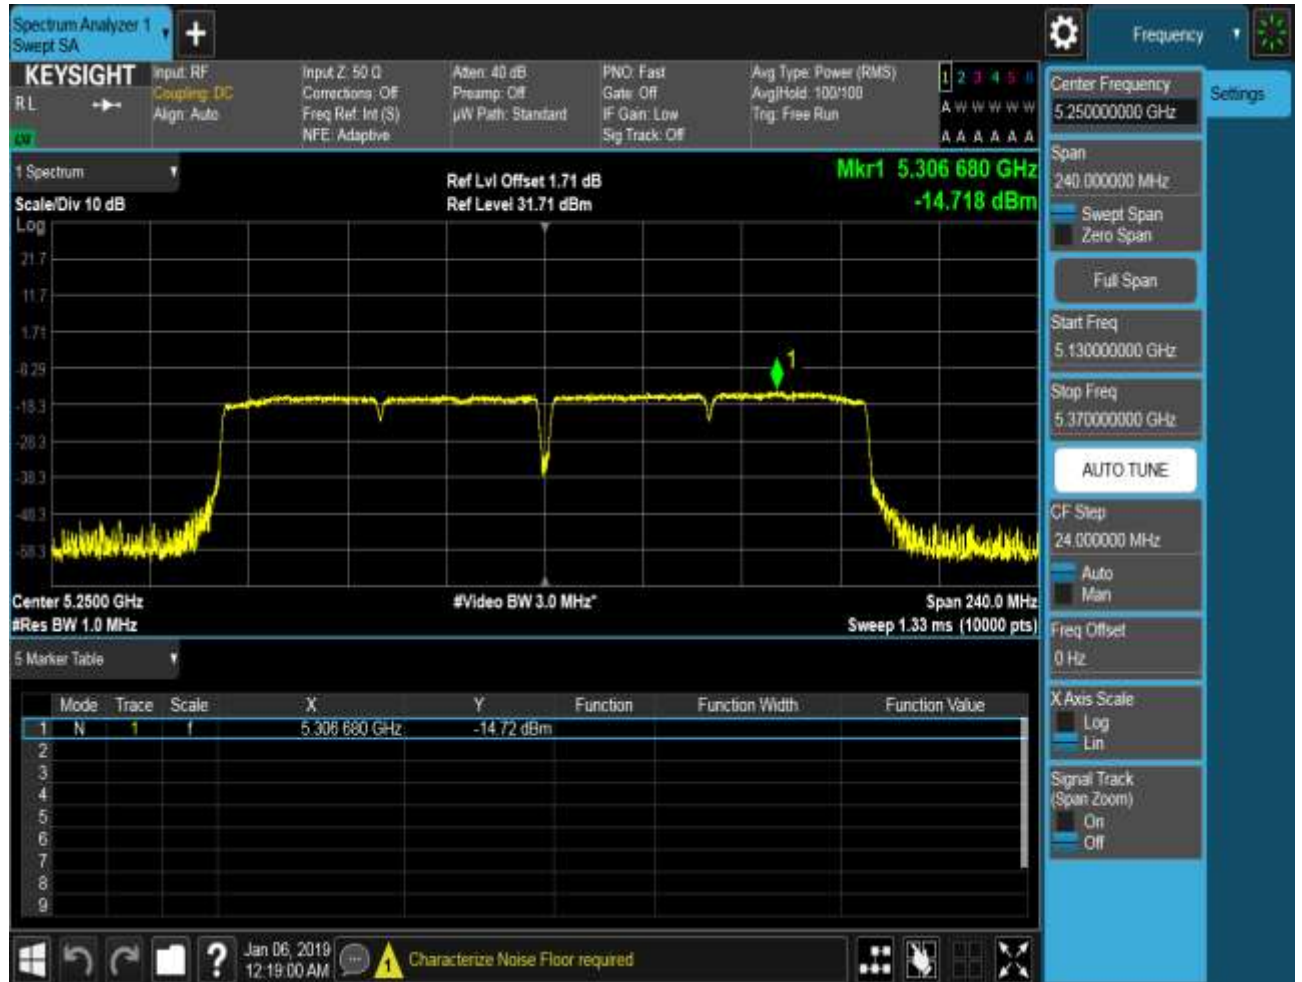 Spectrum Analyzer 1
Swept SA
Frequency
KEYSIGHT
RL
Input: RF
Coupling: DC
Align: Auto
Input Z: 50 Ω
Corrections: Off
Freq Ref: Int (S)
NFE: Adaptive
Atten: 40 dB
Preamp: Off
µW Path: Standard
PNO: Fast
Gate: Off
IF Gain: Low
Sig Track: Off
Avg Type: Power (RMS)
Avg|Hold: 100/100
Trig: Free Run
1 2 3 4 5 6
A W W W W W
A A A A A A
1 Spectrum
Scale/Div 10 dB
Ref Lvl Offset 1.71 dB
Ref Level 31.71 dBm
Mkr1 5.306 680 GHz
-14.718 dBm
Log
21.7
11.7
1.71
-8.29
-18.3
-28.3
-38.3
-48.3
-58.3
1
Center 5.2500 GHz
#Res BW 1.0 MHz
#Video BW 3.0 MHz*
Span 240.0 MHz
Sweep 1.33 ms (10000 pts)
5 Marker Table
Mode Trace Scale X Y Function Function Width Function Value
1 N 1 f 5.306 680 GHz -14.72 dBm
2
3
4
5
6
7
8
9
Center Frequency
5.250000000 GHz
Settings
Span
240.000000 MHz
Swept Span
Zero Span
Full Span
Start Freq
5.130000000 GHz
Stop Freq
5.370000000 GHz
AUTO TUNE
CF Step
24.000000 MHz
Auto
Man
Freq Offset
0 Hz
X Axis Scale
Log
Lin
Signal Track
(Span Zoom)
On
Off
?
Jan 06, 2019
12:19:00 AM
1
Characterize Noise Floor required